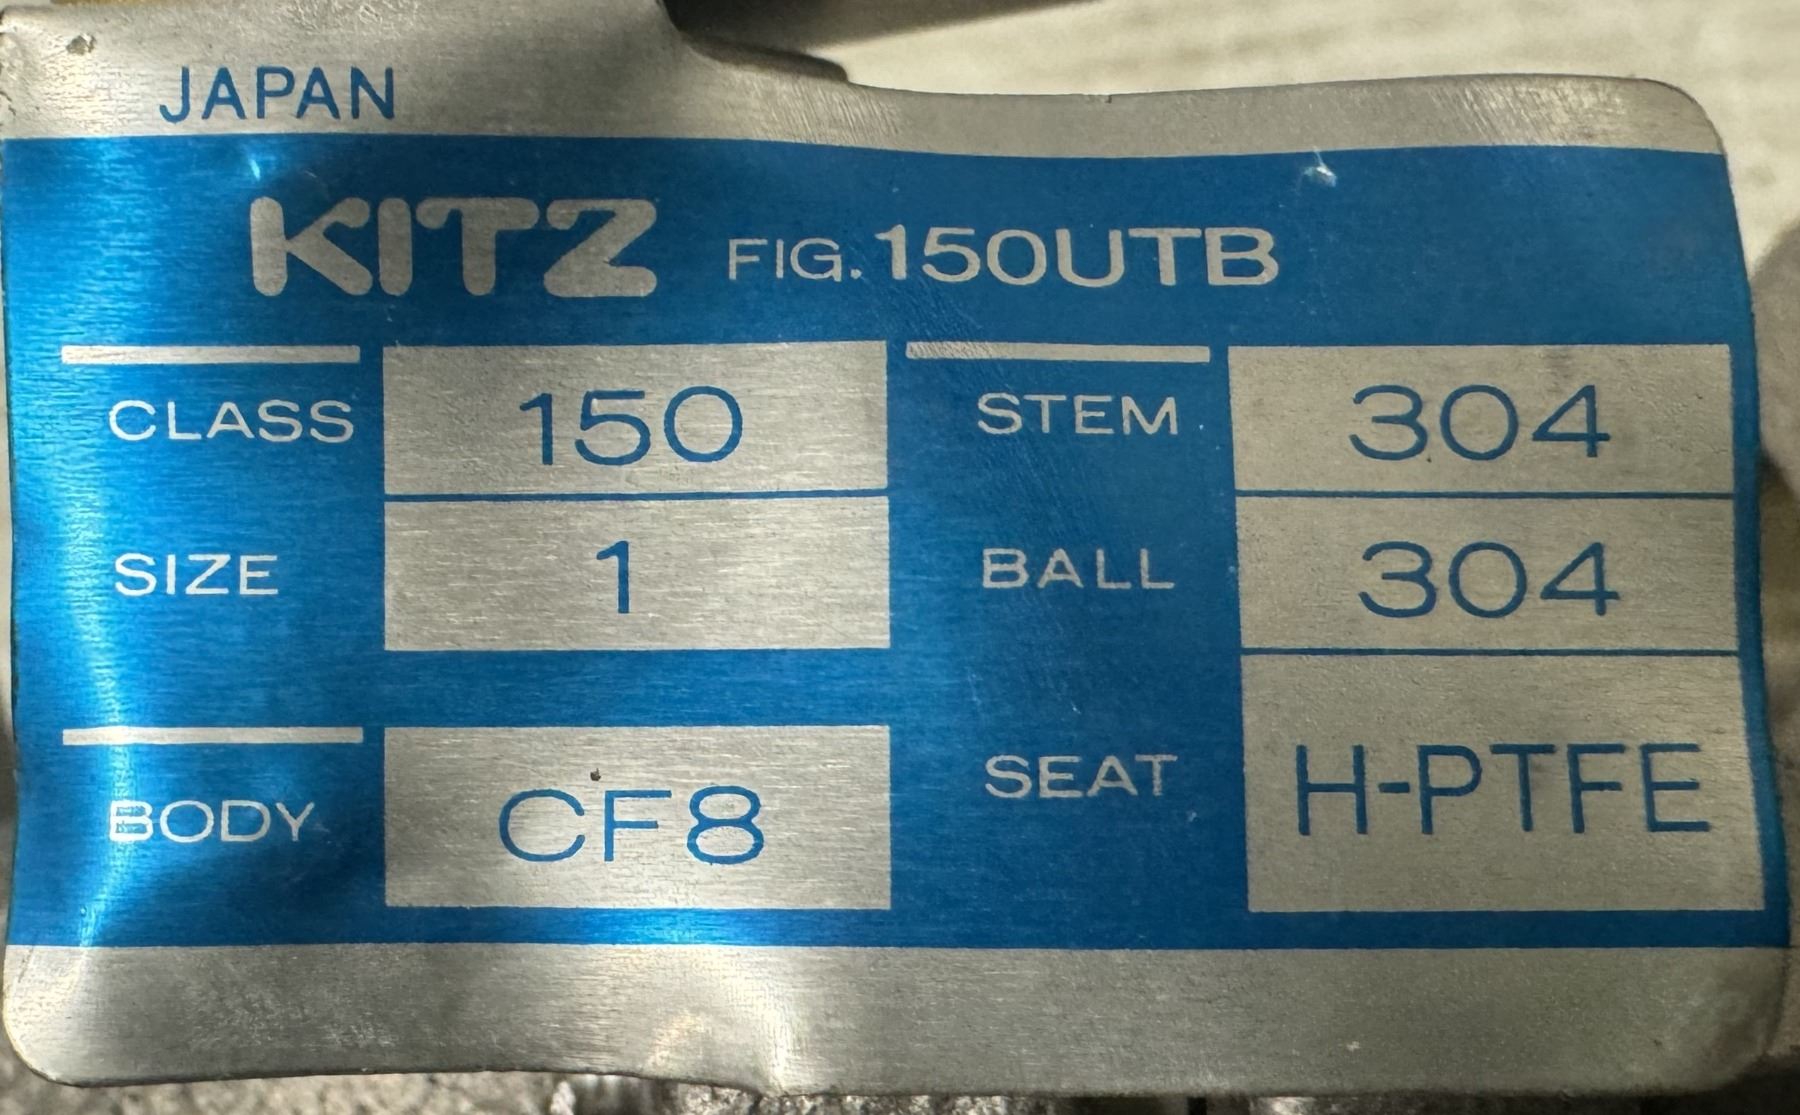 JAPAN
KITZ FIG.150UTB
CLASS 150
SIZE 1
BODY CF8
STEM 304
BALL 304
SEAT H-PTFE